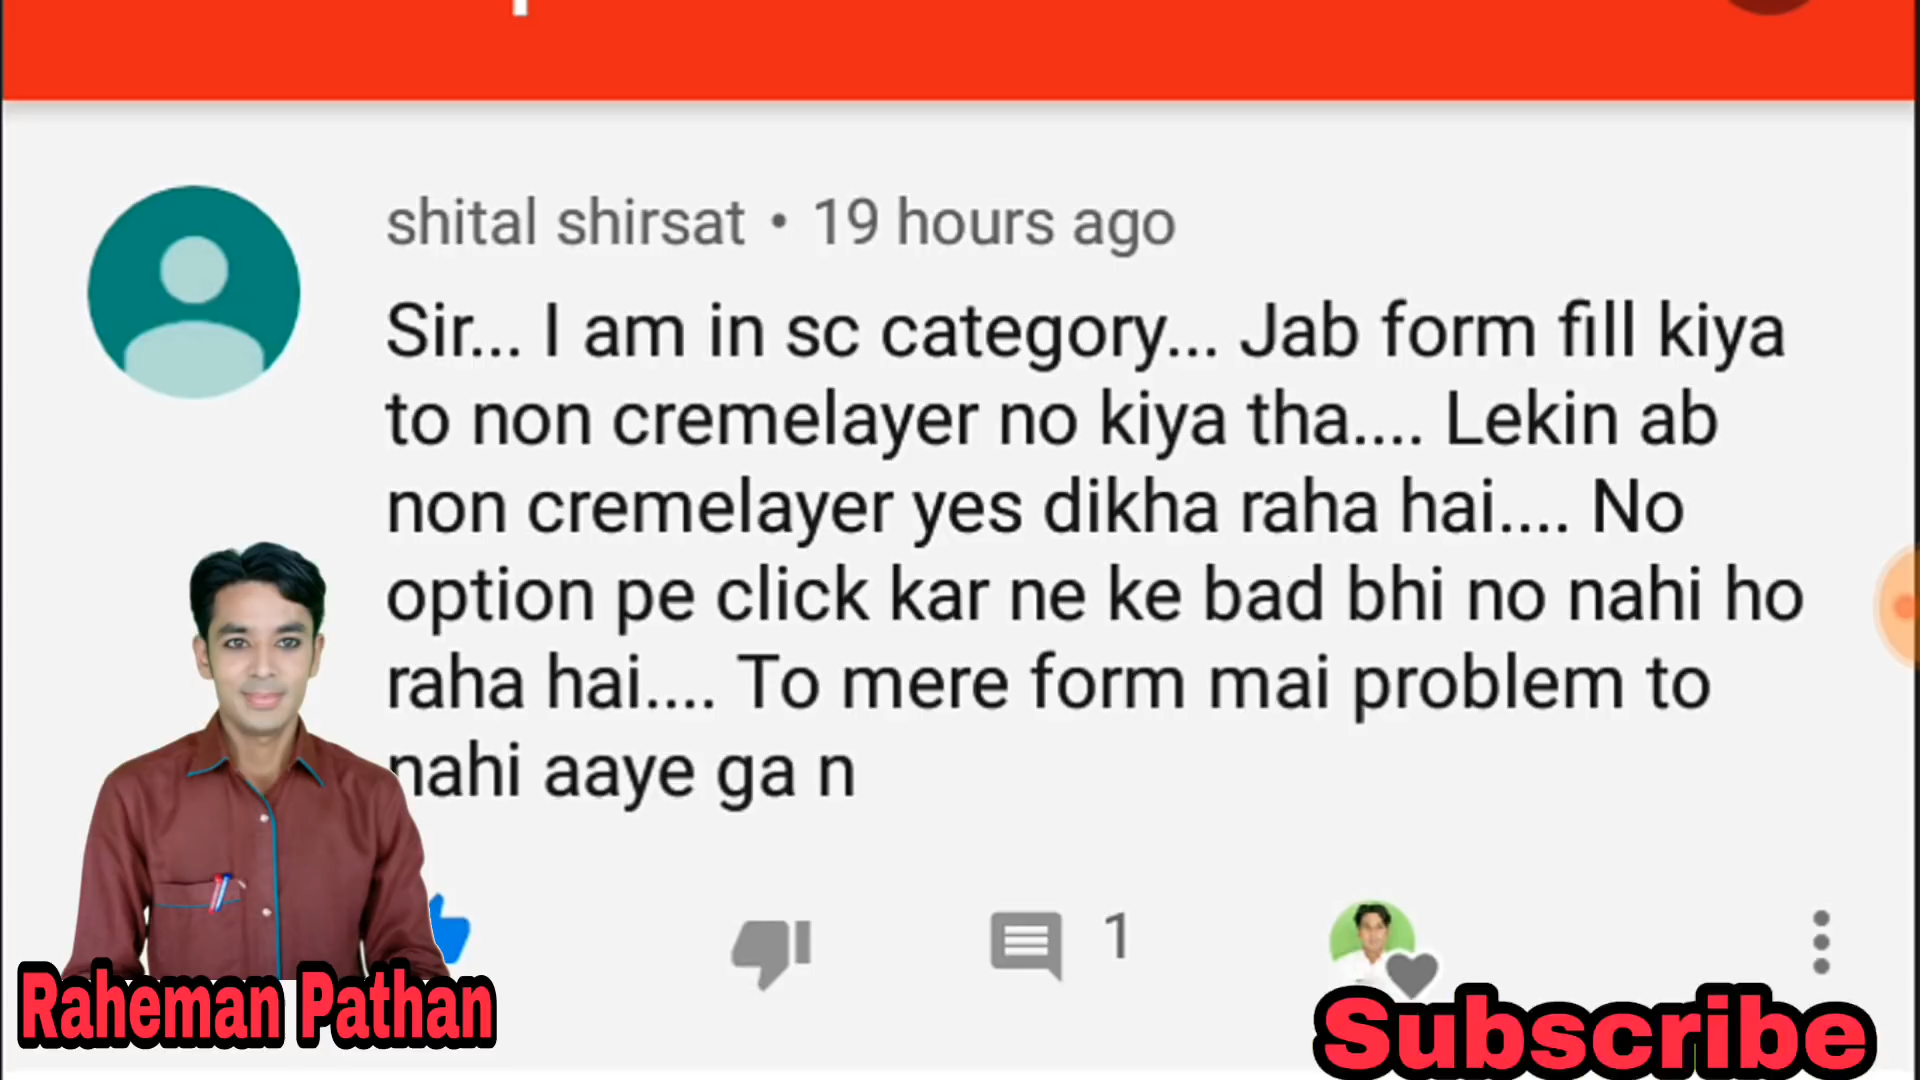 shital shirsat • 19 hours ago
Sir... I am in sc category... Jab form fill kiya
to non cremelayer no kiya tha.... Lekin ab
non cremelayer yes dikha raha hai.... No
option pe click kar ne ke bad bhi no nahi ho
raha hai.... To mere form mai problem to
nahi aaye ga n
1
Raheman Pathan
Subscribe